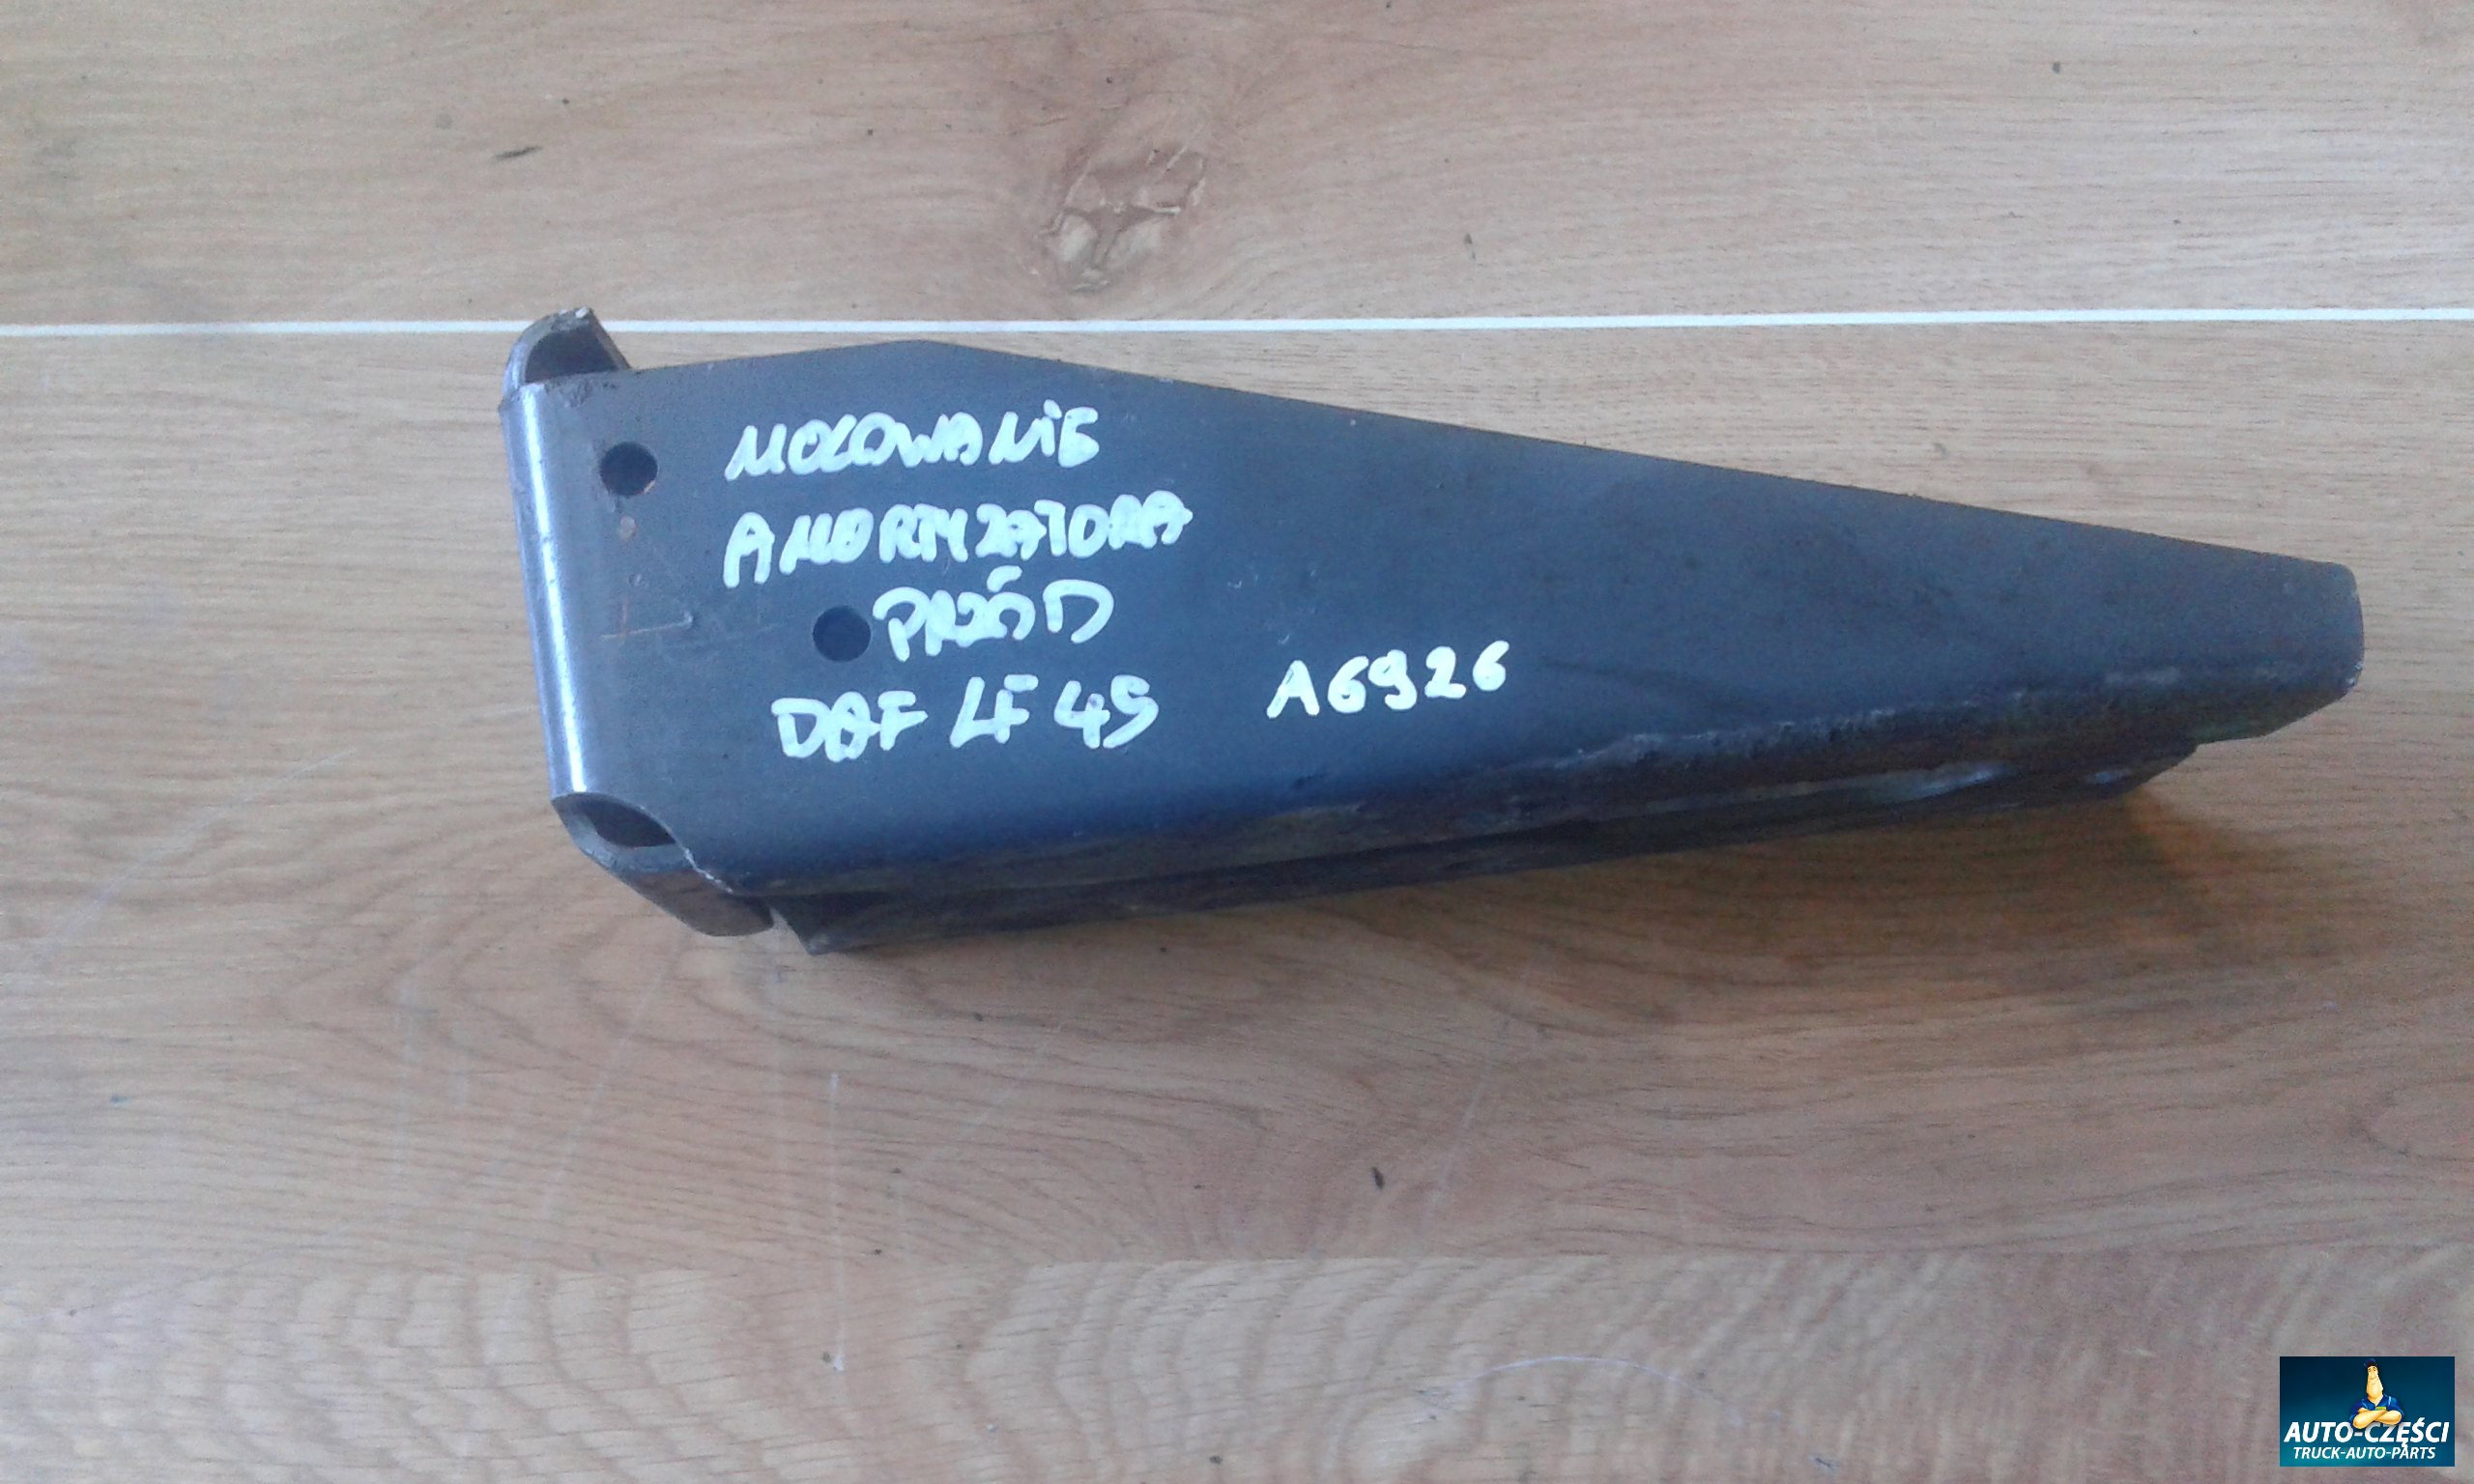 MOCOWANIE
AMORTYZATORA
PRZÓD
DAF LF 45
A6926
AUTO-CZĘŚCI
TRUCK-AUTO-PARTS